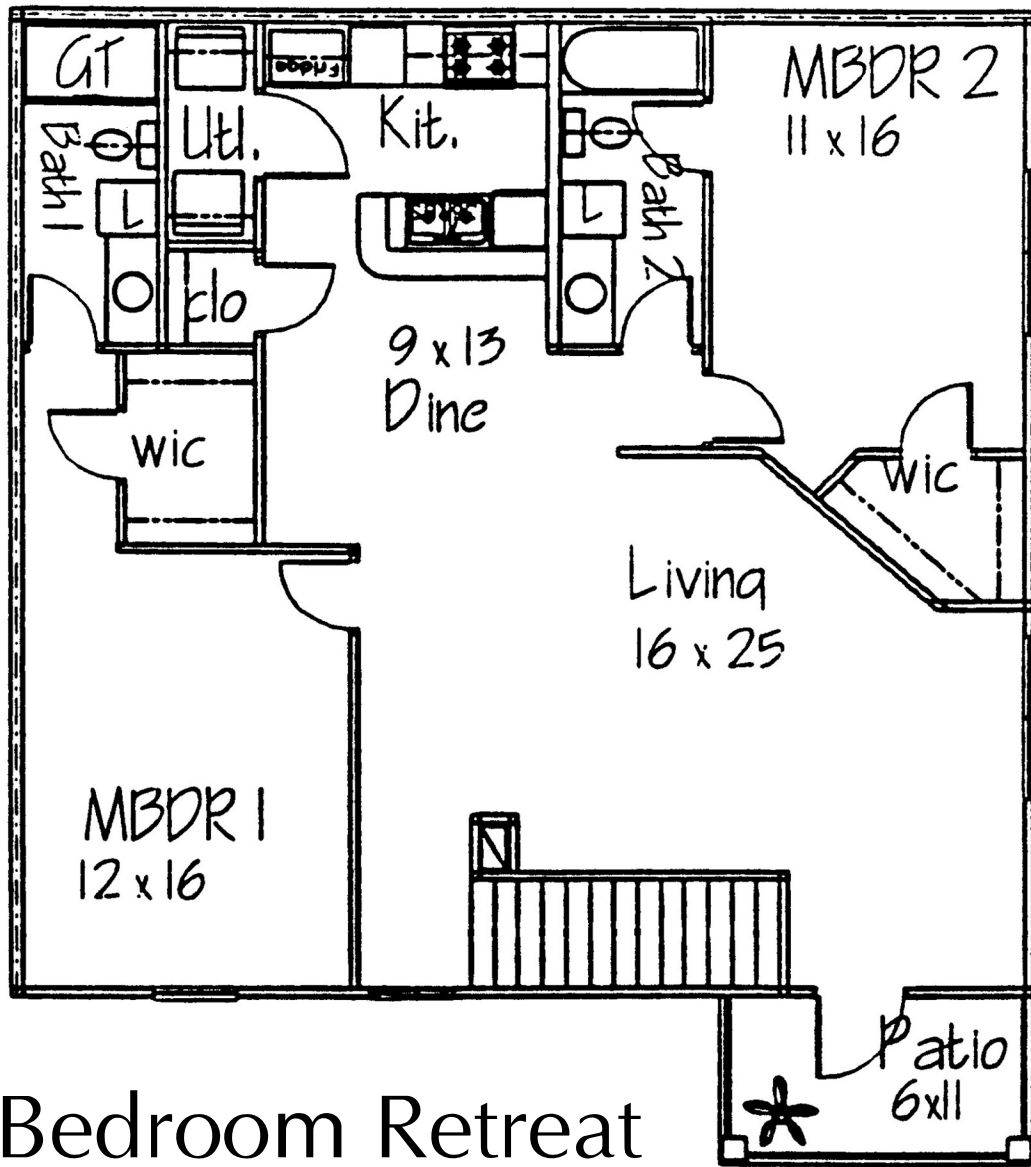 GT
Fridge
MBDR 2
11 x 16
Utl.
Kit.
Bath 1
L
L
Bath 2
clo
9 x 13
Dine
wic
wic
Living
16 x 25
MBDR 1
12 x 16
Patio
6x11
Bedroom Retreat